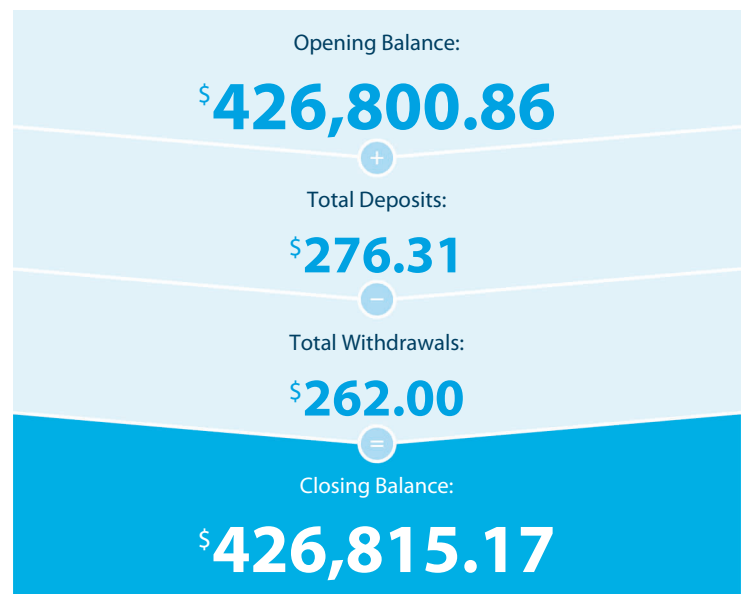 Opening Balance:
$426,800.86
+
Total Deposits:
$276.31
−
Total Withdrawals:
$262.00
=
Closing Balance:
$426,815.17